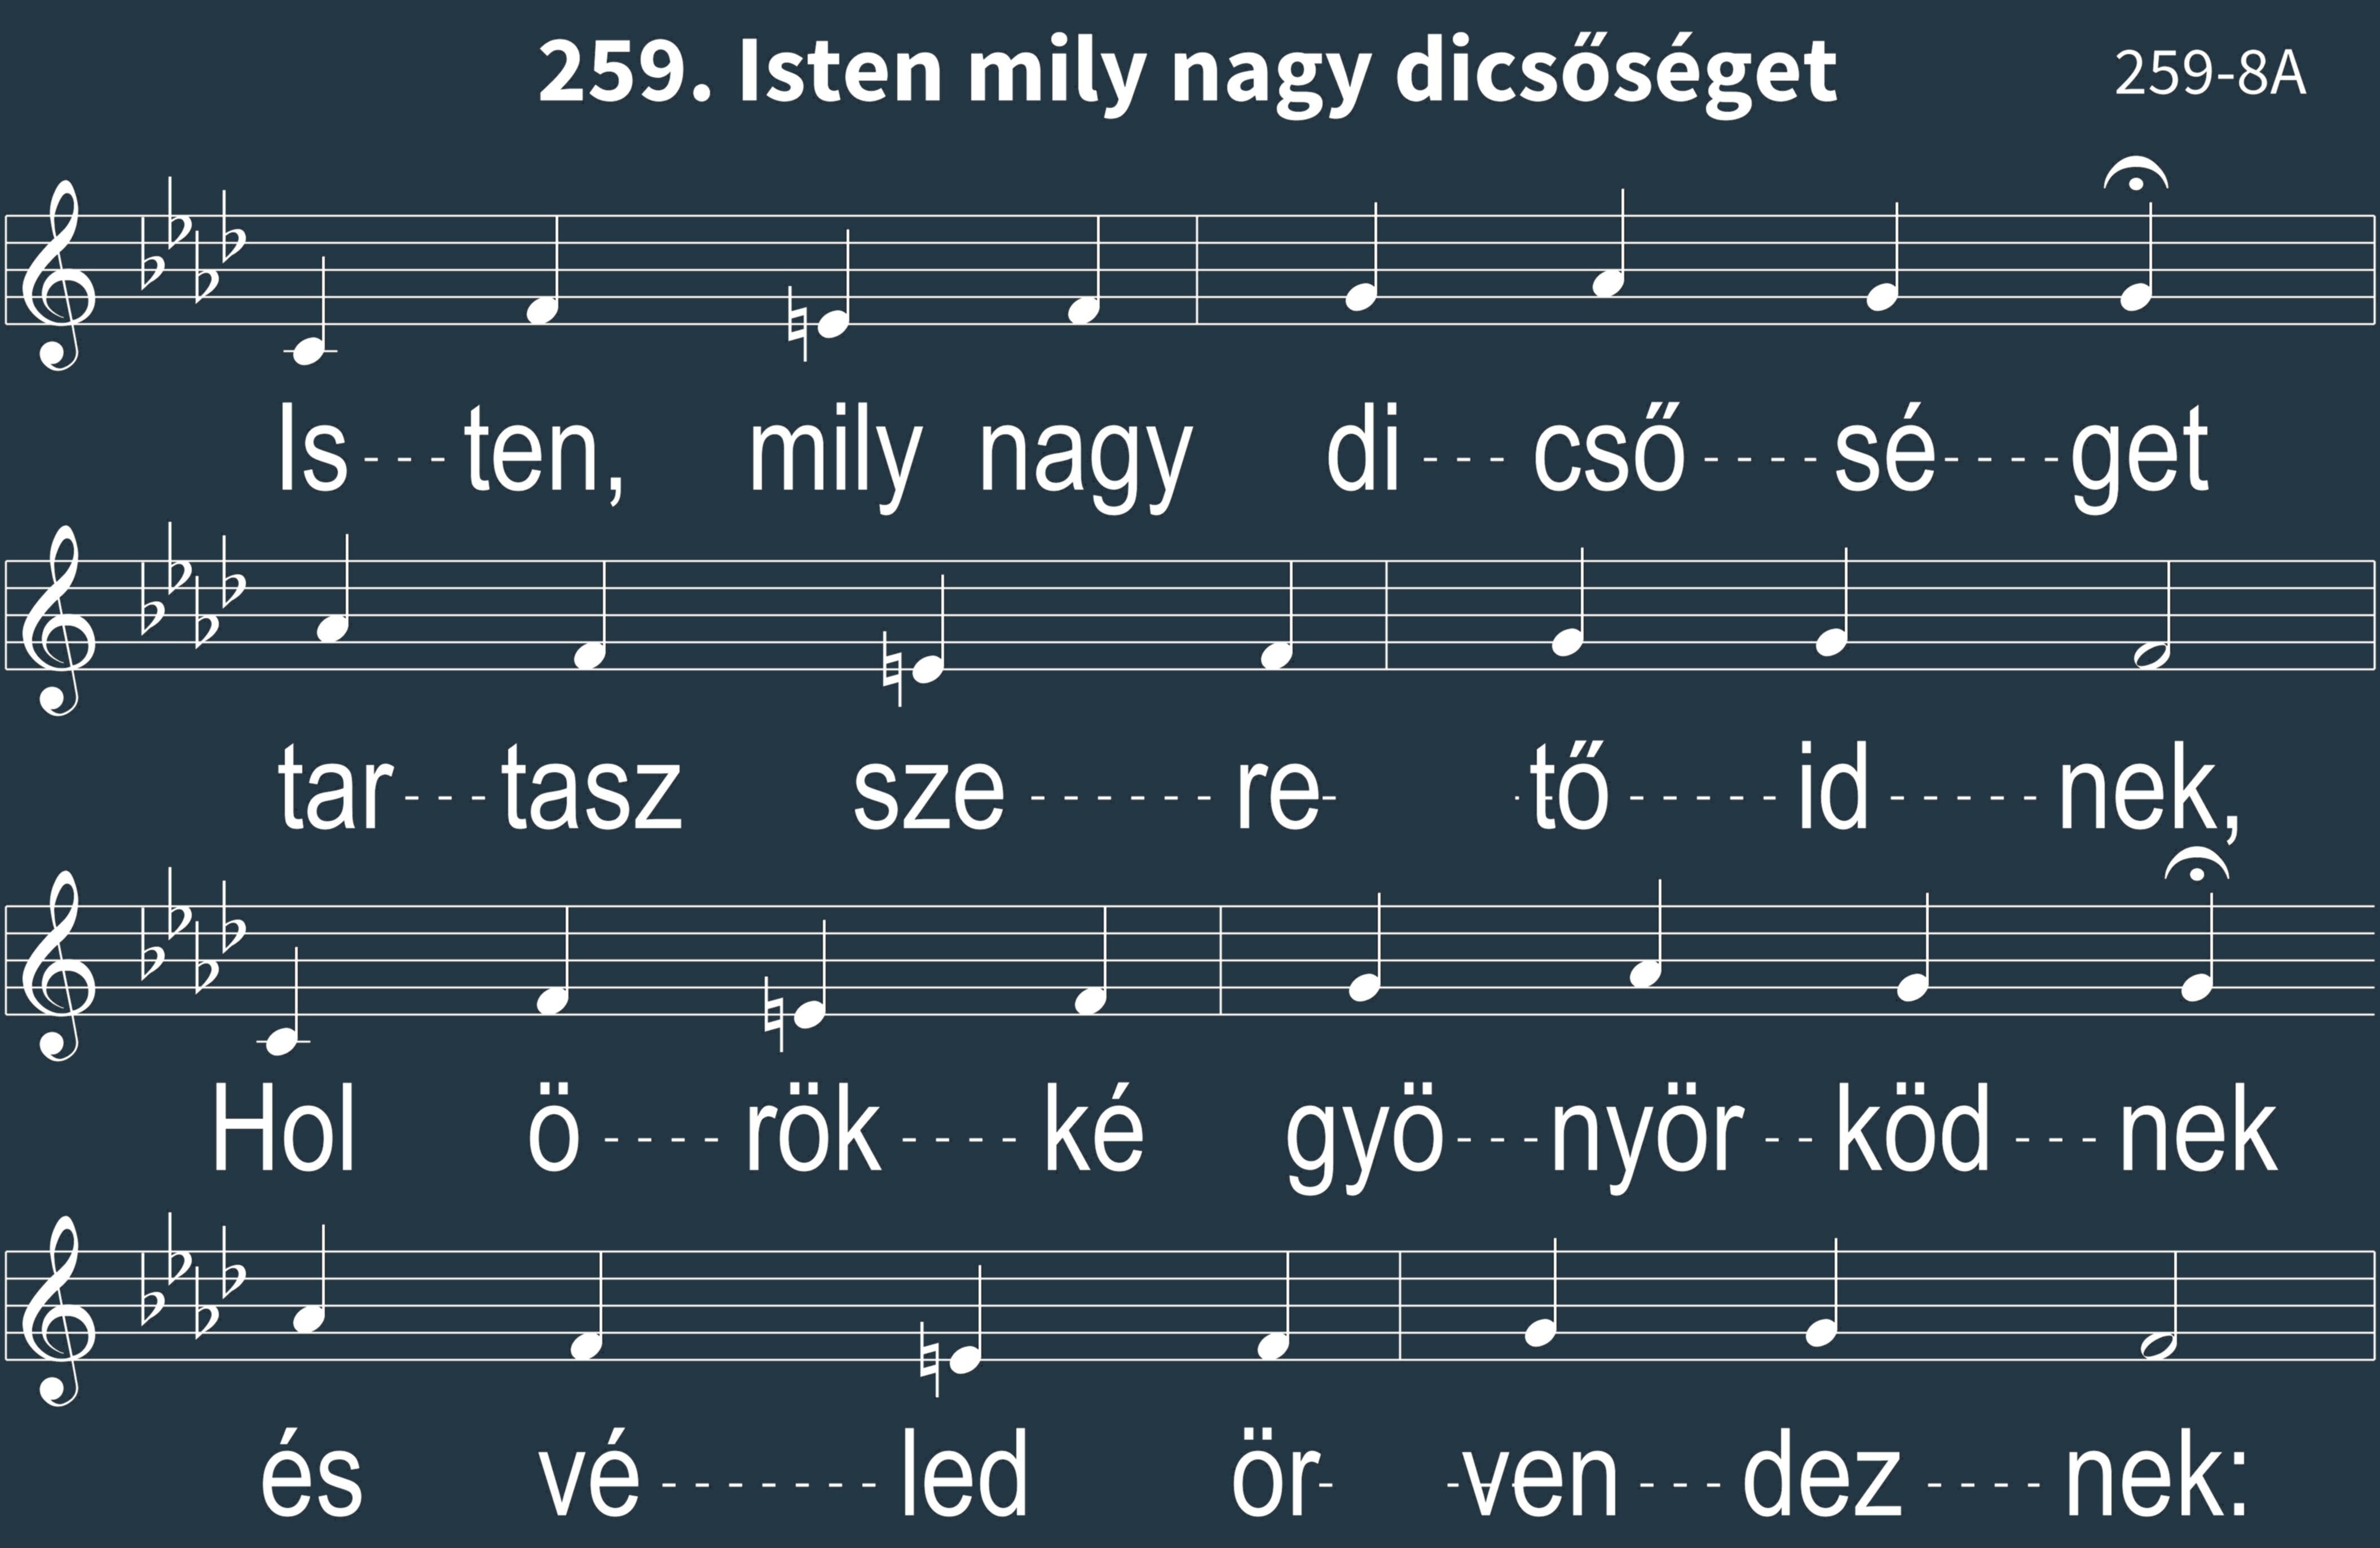 259. Isten mily nagy dicsőséget 259-8A
Is---ten, mily nagy di---cső----sé----get
tar---tasz sze------re- -tő-----id-----nek,
Hol ö----rök----ké gyö---nyör--köd---nek
és vé-------led ör- -ven---dez----nek: